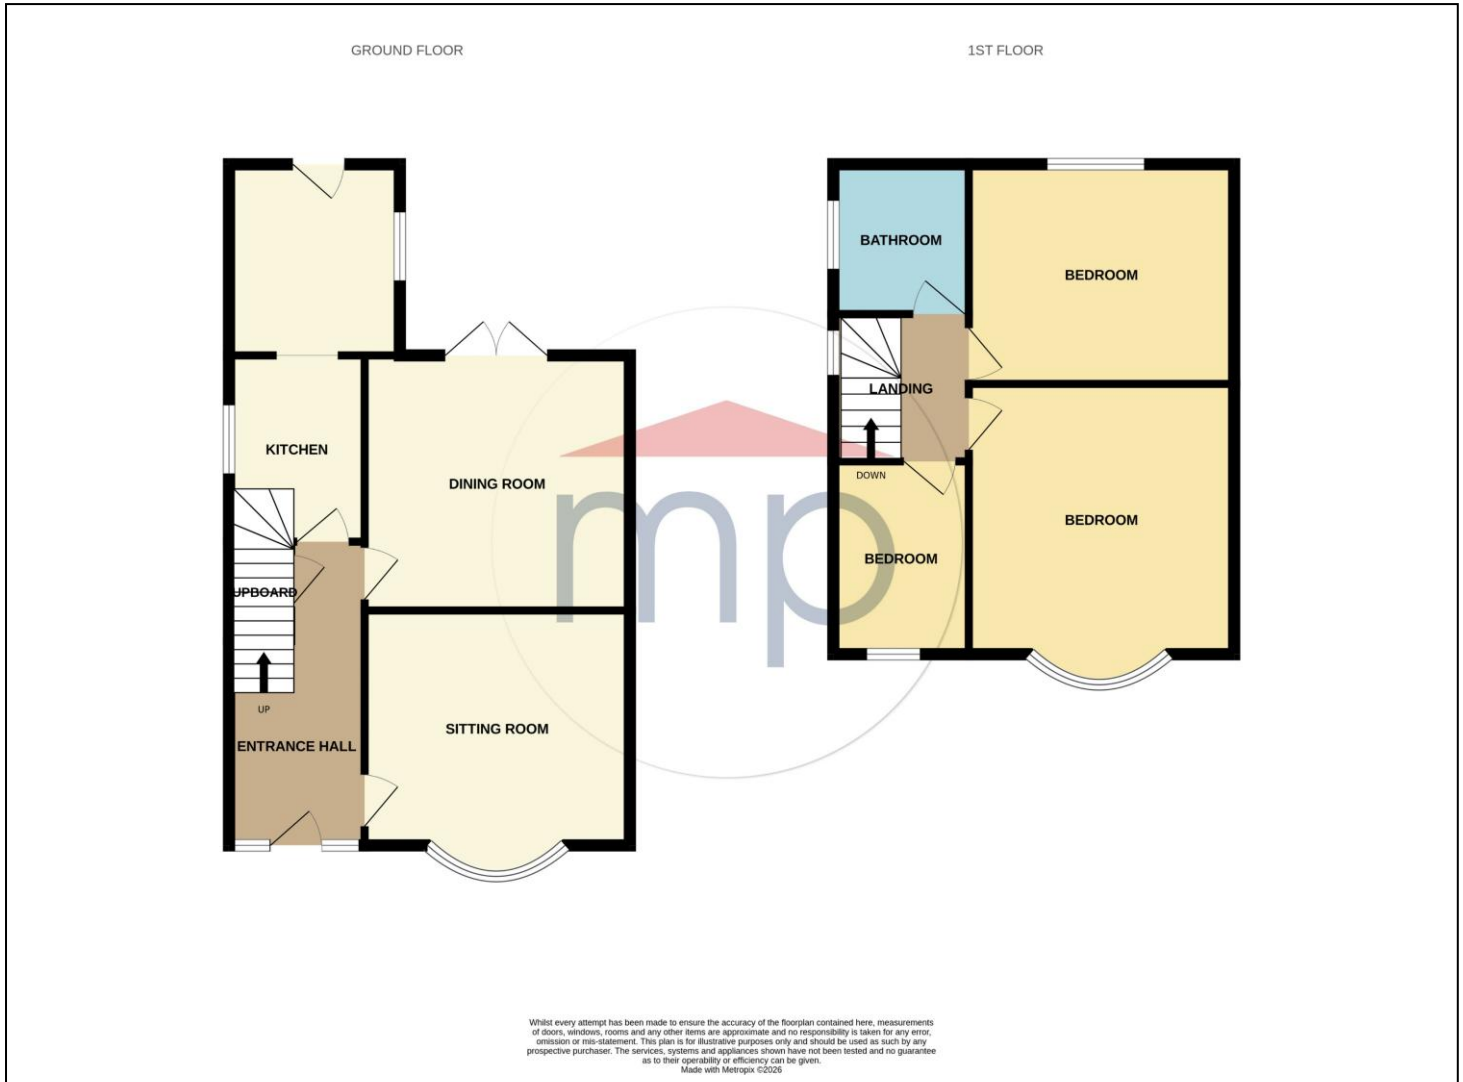 GROUND FLOOR
1ST FLOOR
BATHROOM
BEDROOM
KITCHEN
LANDING
DINING ROOM
DOWN
BEDROOM
BEDROOM
UPBOARD
mp
UP
SITTING ROOM
ENTRANCE HALL
Whilst every attempt has been made to ensure the accuracy of the floorplan contained here, measurements
of doors, windows, rooms and any other items are approximate and no responsibility is taken for any error,
omission or mis-statement. This plan is for illustrative purposes only and should be used as such by any
prospective purchaser. The services, systems and appliances shown have not been tested and no guarantee
as to their operability or efficiency can be given.
Made with Metropix ©2026